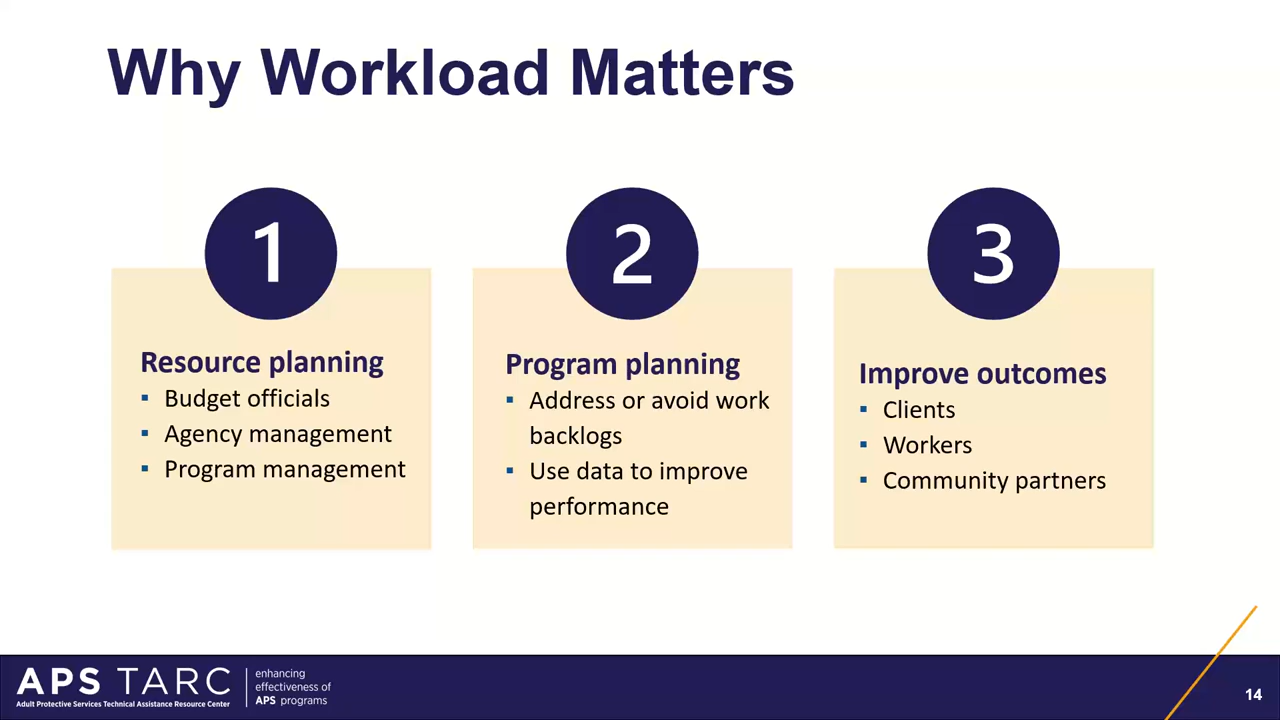 Why Workload Matters
1
Resource planning
▪ Budget officials
▪ Agency management
▪ Program management
2
Program planning
▪ Address or avoid work
backlogs
▪ Use data to improve
performance
3
Improve outcomes
▪ Clients
▪ Workers
▪ Community partners
APS TARC
Adult Protective Services Technical Assistance Resource Center
enhancing
effectiveness of
APS programs
14